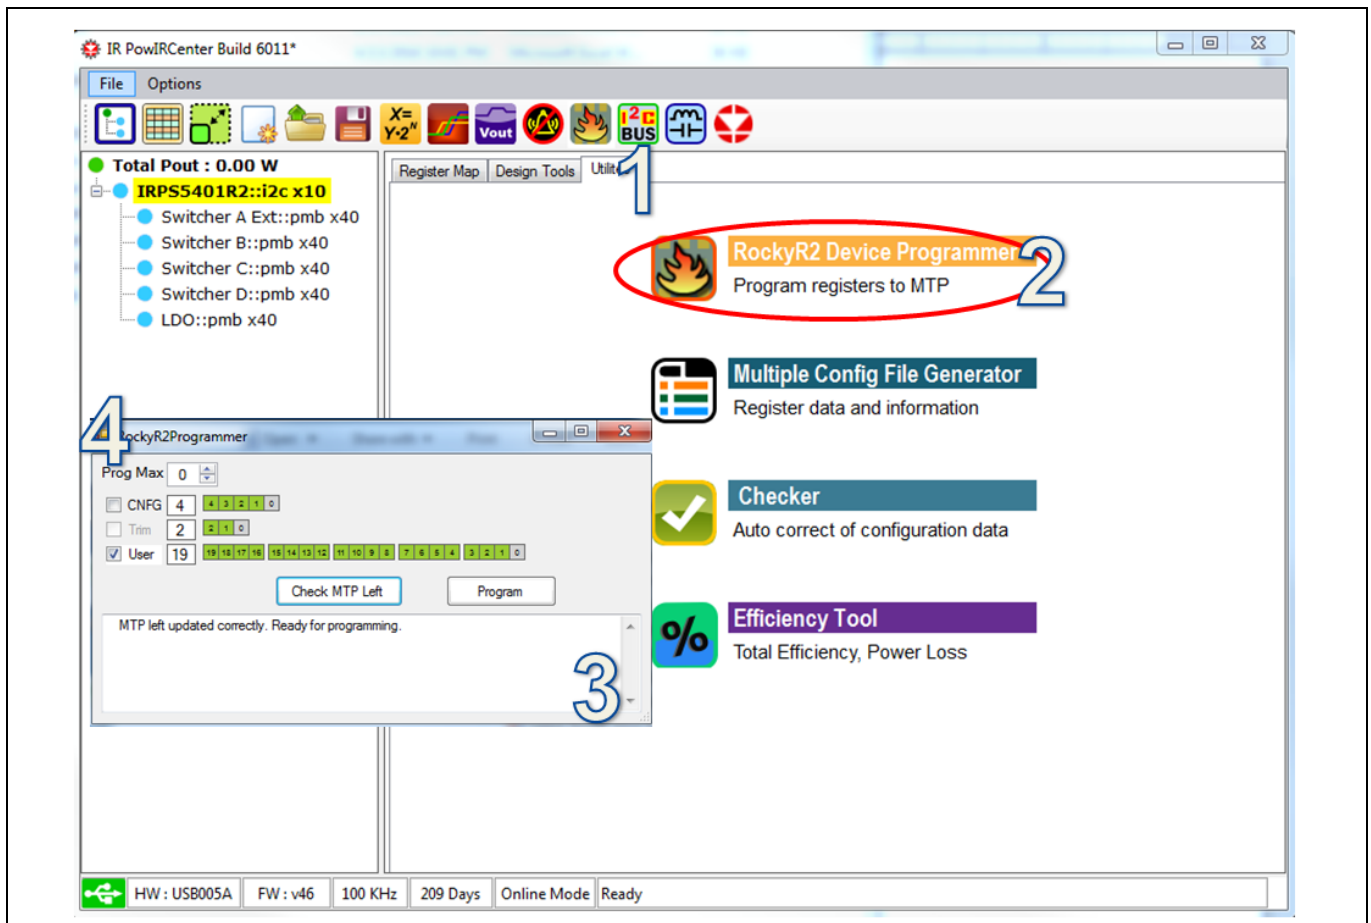 IR PowIRCenter Build 6011*
File Options
X=
Y·2ᴺ
Vout
I²C
BUS
Total Pout : 0.00 W
IRPS5401R2::i2c x10
Switcher A Ext::pmb x40
Switcher B::pmb x40
Switcher C::pmb x40
Switcher D::pmb x40
LDO::pmb x40
Register Map Design Tools
1
RockyR2 Device Programmer
2
Program registers to MTP
Multiple Config File Generator
Register data and information
Checker
Auto correct of configuration data
% Efficiency Tool
Total Efficiency, Power Loss
4
RockyR2Programmer
Prog Max 0
CNFG 4 4 3 2 1 0
Trim 2 2 1 0
User 19 19 18 17 16 15 14 13 12 11 10 9 8 7 6 5 4 3 2 1 0
Check MTP Left Program
MTP left updated correctly. Ready for programming.
3
HW : USB005A FW : v46 100 KHz 209 Days Online Mode Ready